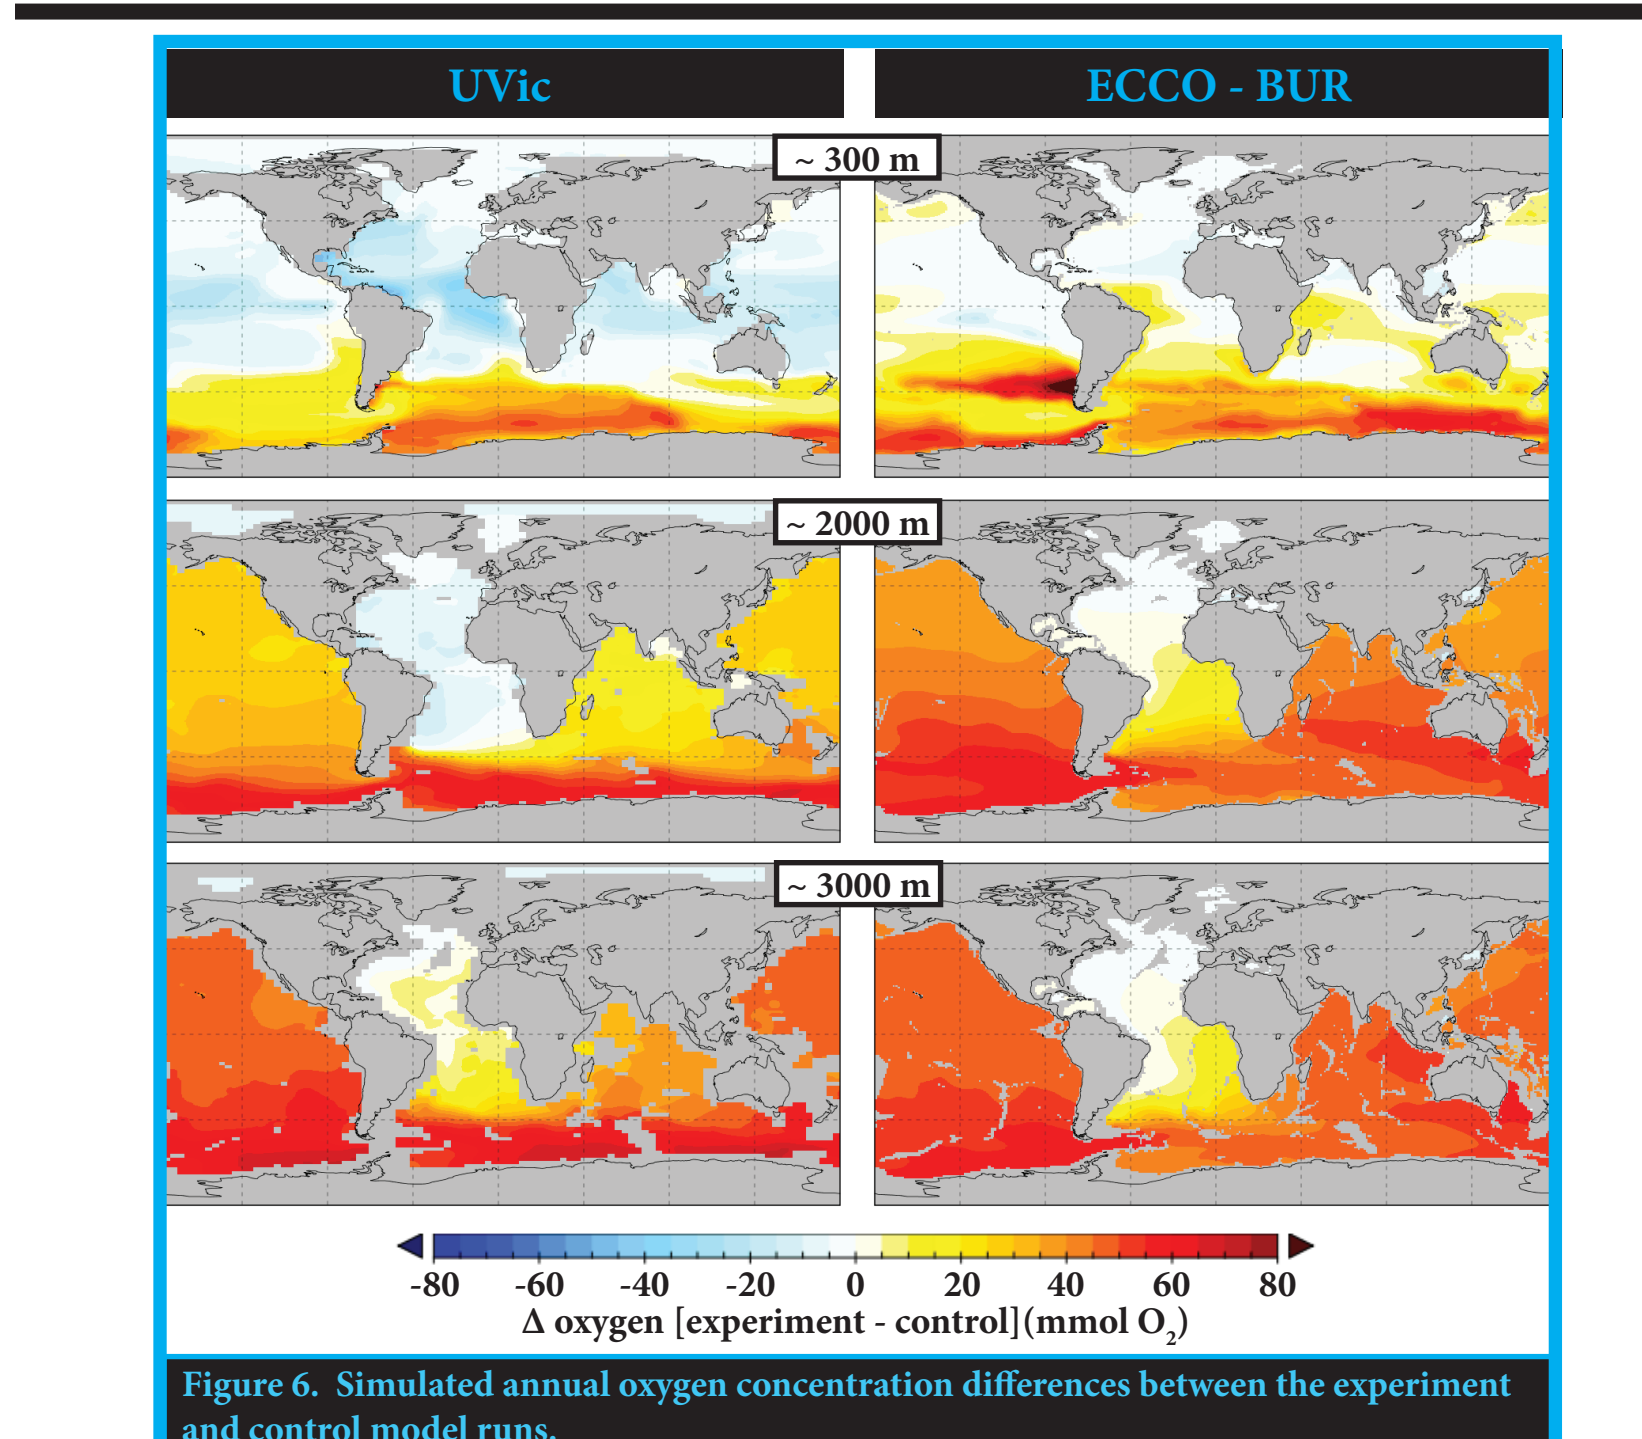 UVic
ECCO - BUR
~ 300 m
~ 2000 m
~ 3000 m
-80 -60 -40 -20 0 20 40 60 80
Δ oxygen [experiment - control](mmol O₂)
Figure 6.  Simulated annual oxygen concentration differences between the experiment
and control model runs.